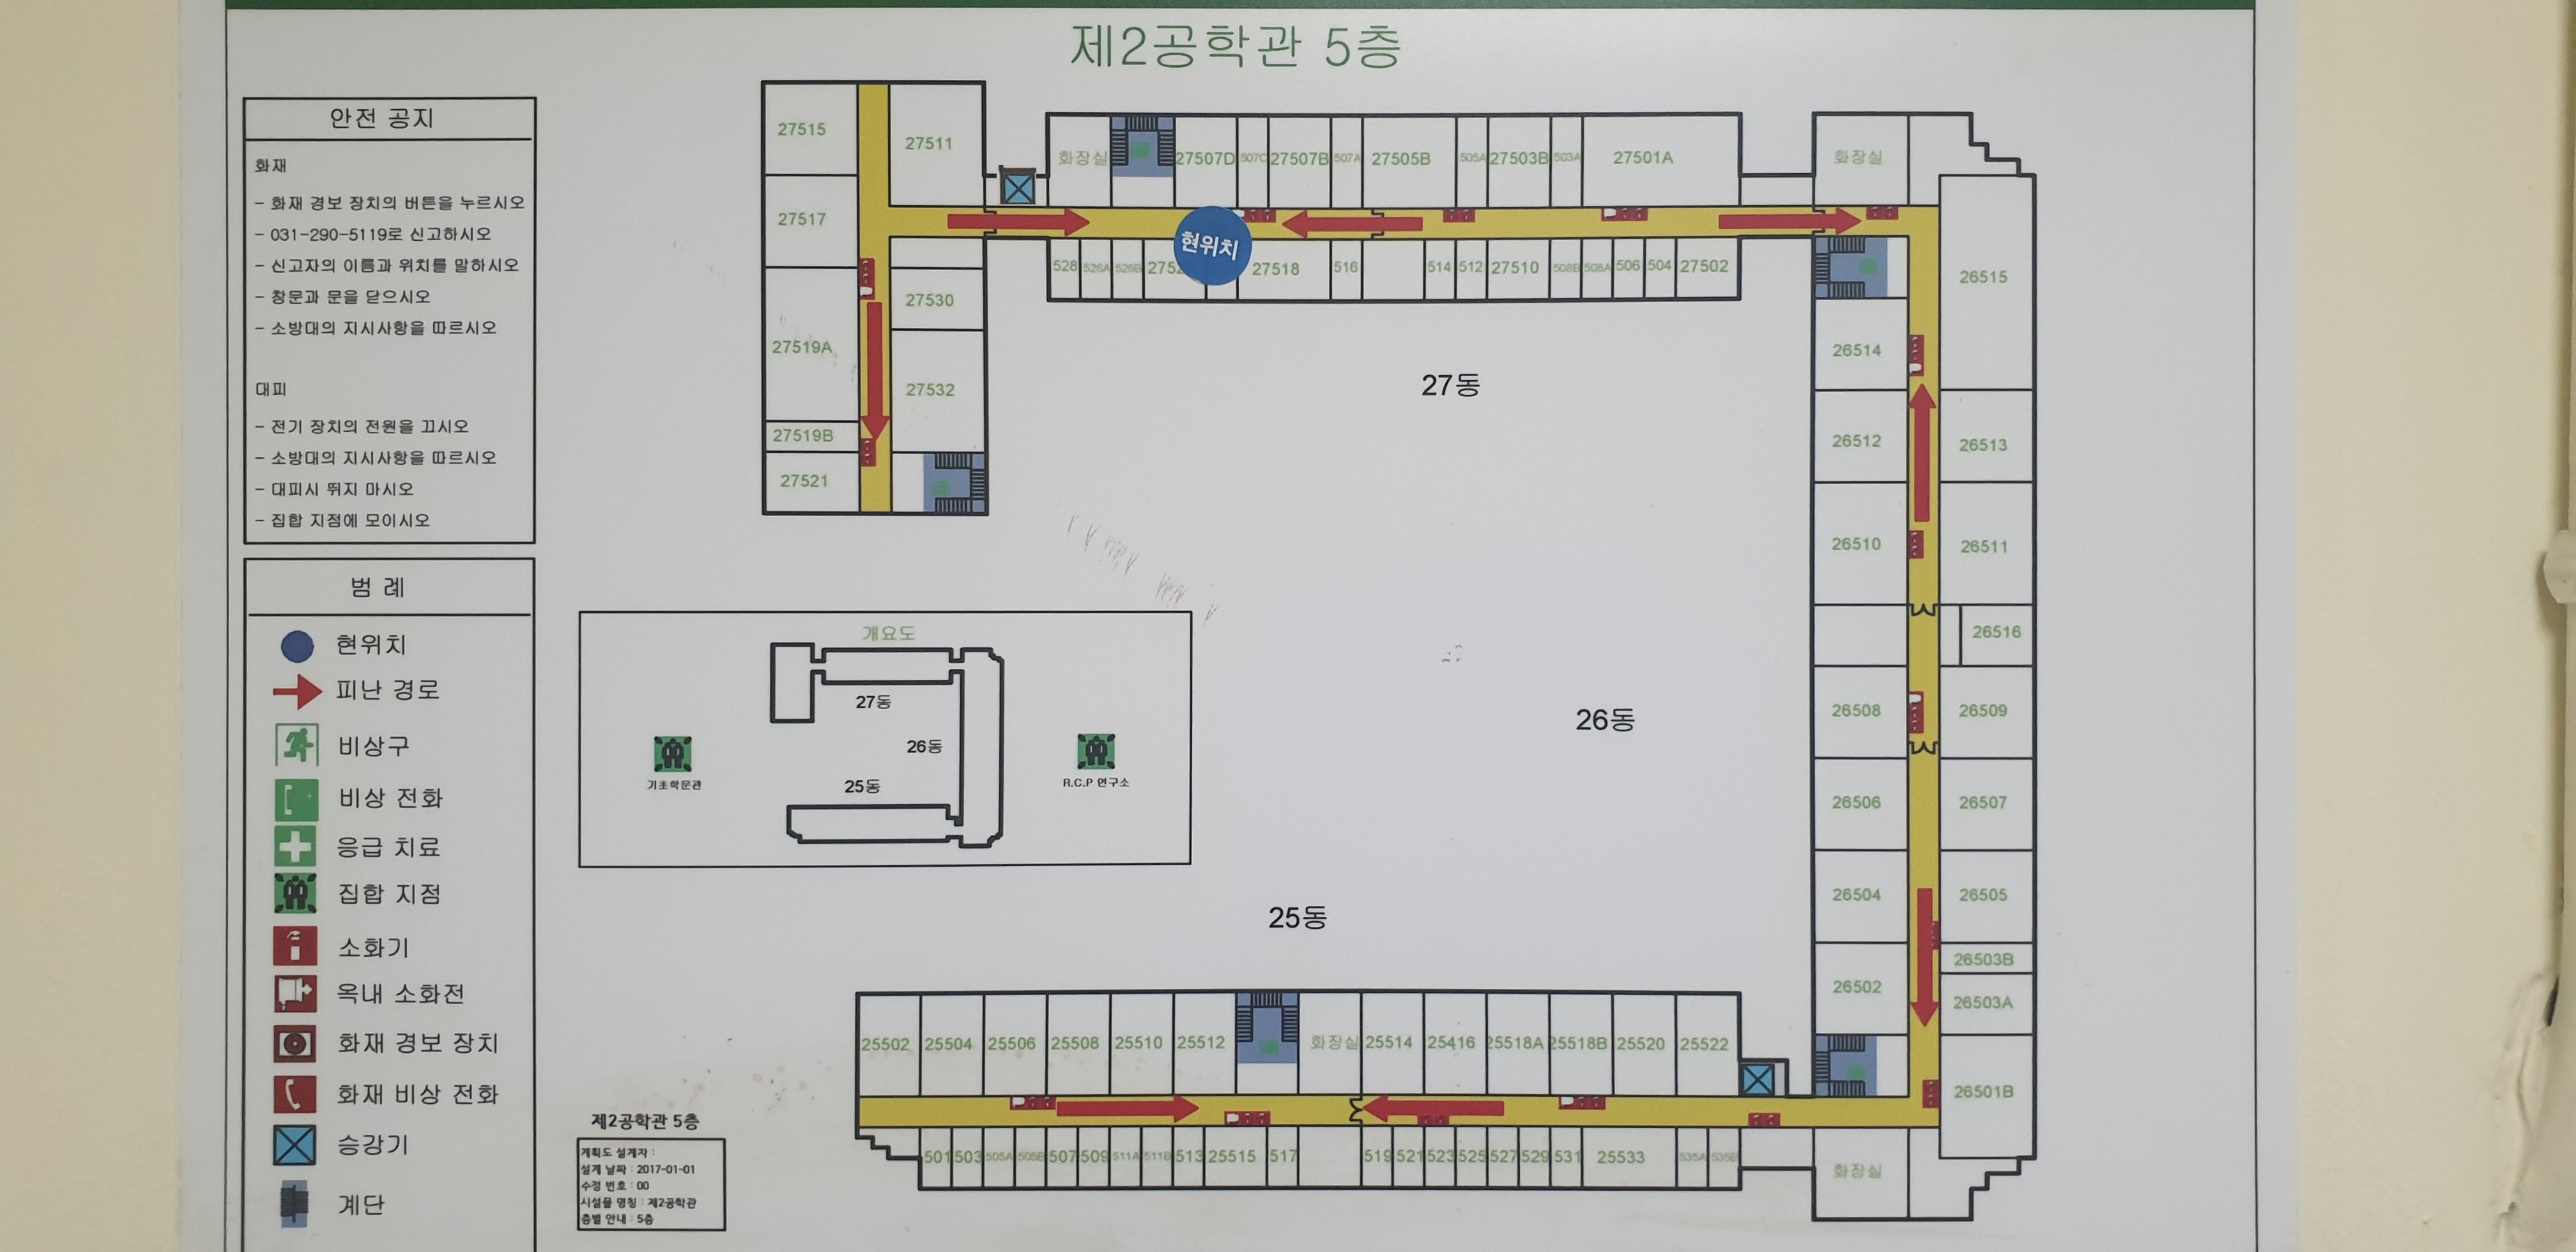 제2공학관 5층
안전 공지
화재
- 화재 경보 장치의 버튼을 누르시오
- 031-290-5119로 신고하시오
- 신고자의 이름과 위치를 말하시오
- 창문과 문을 닫으시오
- 소방대의 지시사항을 따르시오
대피
- 전기 장치의 전원을 끄시오
- 소방대의 지시사항을 따르시오
- 대피시 뛰지 마시오
- 집합 지점에 모이시오
범 례
현위치
피난 경로
비상구
비상 전화
응급 치료
집합 지점
소화기
옥내 소화전
화재 경보 장치
화재 비상 전화
승강기
계단
27515
27511
27517
27519A
27530
27532
27519B
27521
화장실 27507D 507C 27507B 507A 27505B 505A 27503B 503A 27501A
현위치
528 526A 526B 27518 516 514 512 27510 508B 508A 506 504 27502
27동
화장실
26515
26514
26512 26513
26510 26511
26516
26508 26509
26506 26507
26504 26505
26503B
26502 26503A
26501B
화장실
26동
개요도
27동
26동
25동
기초학문관
R.C.P 연구소
25동
25502 25504 25506 25508 25510 25512 화장실 25514 25416 25518A 25518B 25520 25522
501 503 505A 505B 507 509 511A 511B 513 25515 517 519 521 523 525 527 529 531 25533 535A 535B
제2공학관 5층
계획도 설계자 :
설계 날짜 : 2017-01-01
수정 번호 : 00
시설물 명칭 : 제2공학관
층별 안내 : 5층